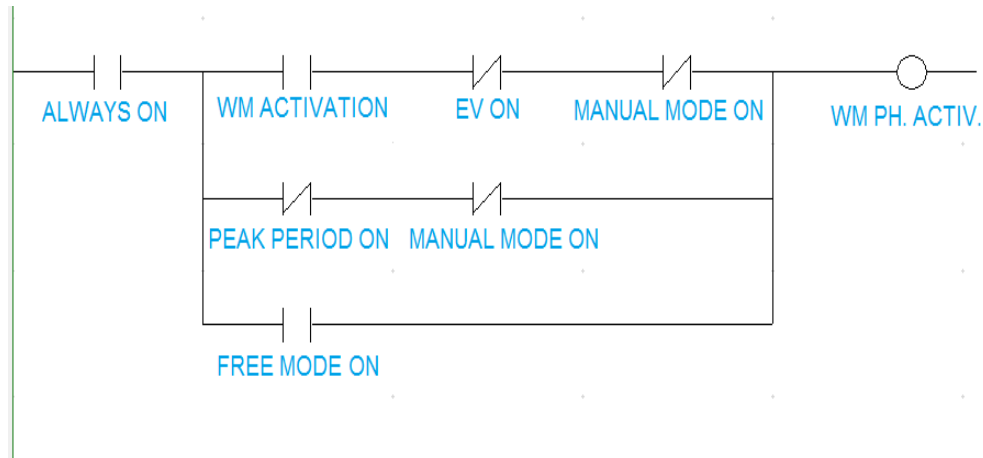 ALWAYS ON
WM ACTIVATION
EV ON
MANUAL MODE ON
WM PH. ACTIV.
PEAK PERIOD ON
MANUAL MODE ON
FREE MODE ON